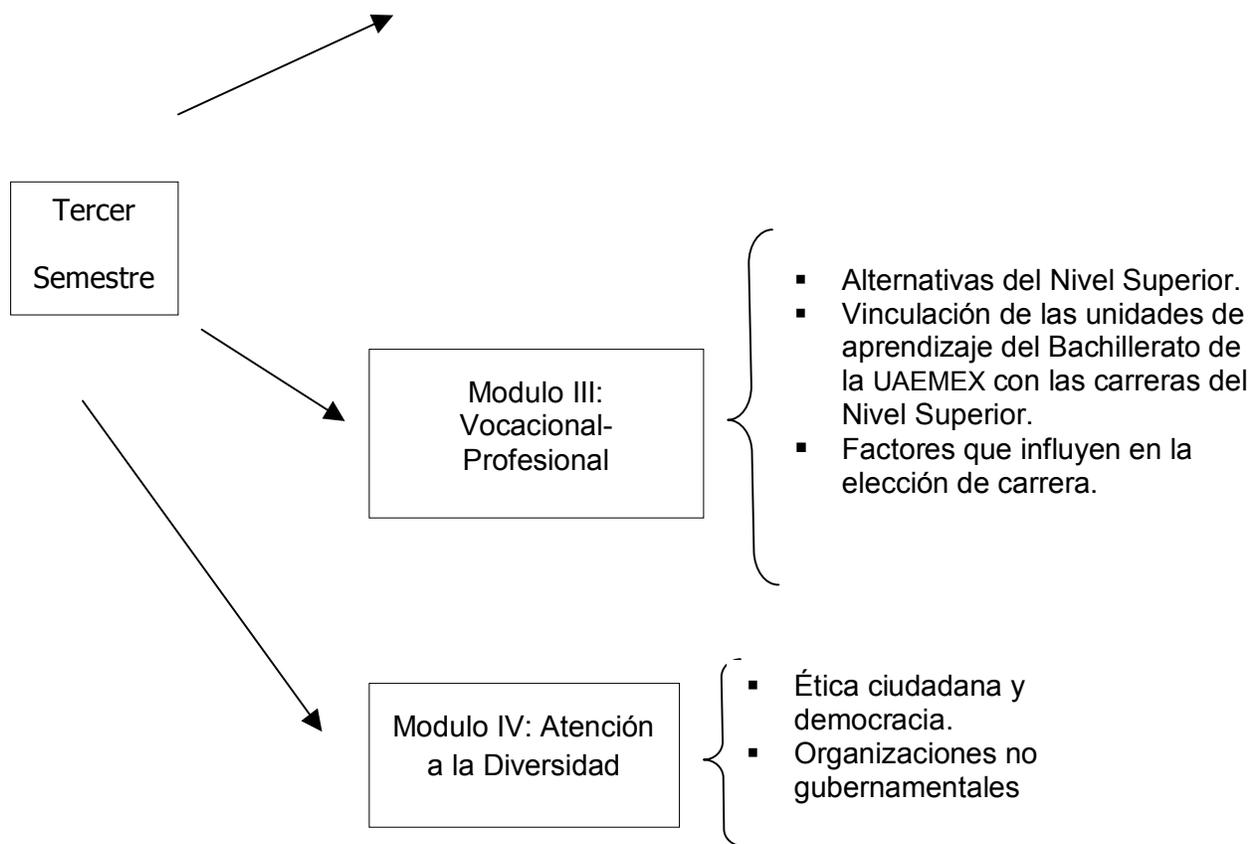 Tercer
Semestre
Modulo III:
Vocacional-
Profesional
▪ Alternativas del Nivel Superior.
▪ Vinculación de las unidades de
aprendizaje del Bachillerato de
la UAEMEX con las carreras del
Nivel Superior.
▪ Factores que influyen en la
elección de carrera.
Modulo IV: Atención
a la Diversidad
▪ Ética ciudadana y
democracia.
▪ Organizaciones no
gubernamentales